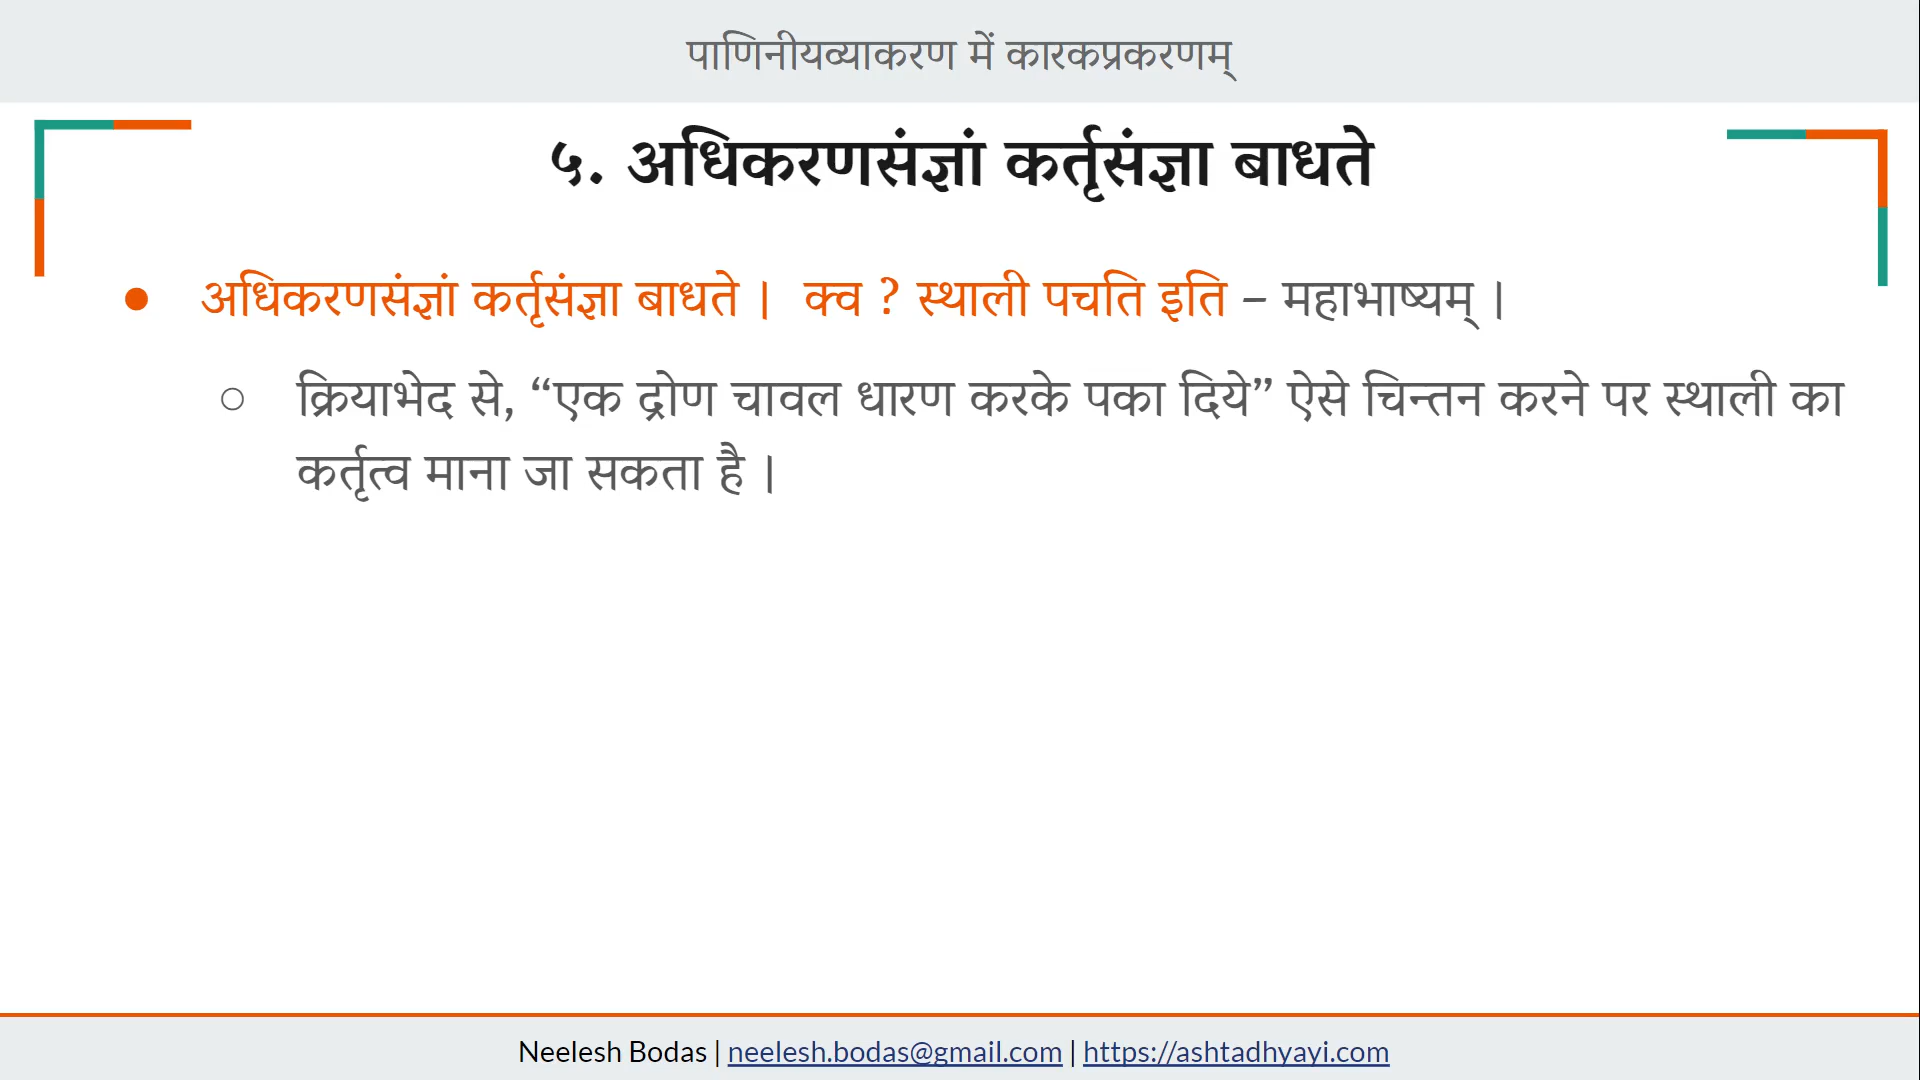 पाणिनीयव्याकरण में कारकप्रकरणम्
५. अधिकरणसंज्ञां कर्तृसंज्ञा बाधते
● अधिकरणसंज्ञां कर्तृसंज्ञा बाधते । क्व ? स्थाली पचति इति – महाभाष्यम् ।
○ क्रियाभेद से, “एक द्रोण चावल धारण करके पका दिये” ऐसे चिन्तन करने पर स्थाली का
कर्तृत्व माना जा सकता है ।
Neelesh Bodas | neelesh.bodas@gmail.com | https://ashtadhyayi.com